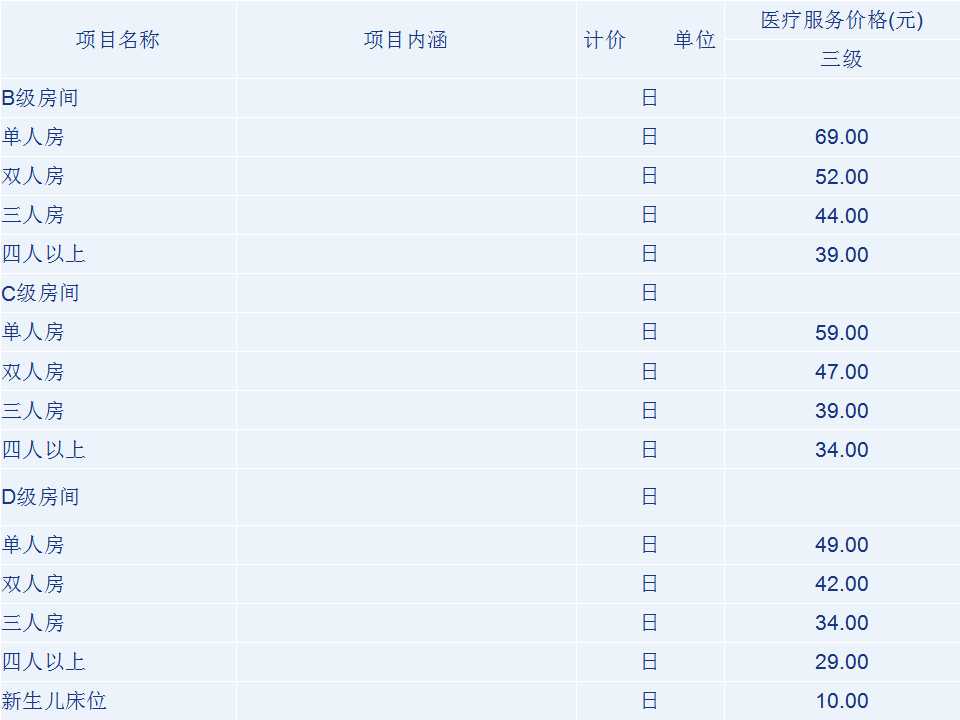 项目名称 项目内涵 计价 单位 医疗服务价格(元)
三级
B级房间 日
单人房 日 69.00
双人房 日 52.00
三人房 日 44.00
四人以上 日 39.00
C级房间 日
单人房 日 59.00
双人房 日 47.00
三人房 日 39.00
四人以上 日 34.00
D级房间 日
单人房 日 49.00
双人房 日 42.00
三人房 日 34.00
四人以上 日 29.00
新生儿床位 日 10.00